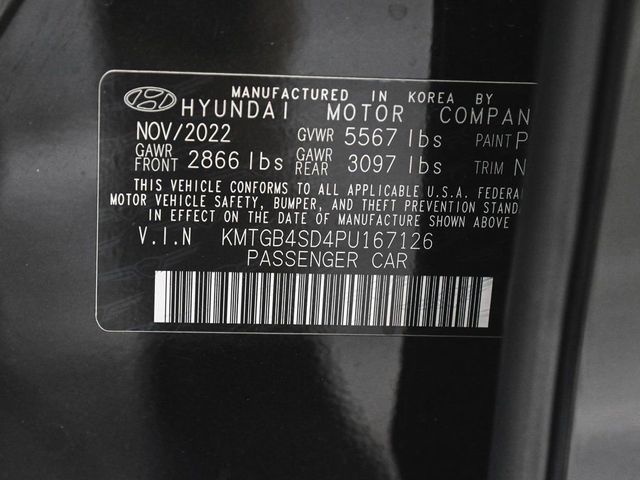 MANUFACTURED IN KOREA BY
HYUNDAI MOTOR COMPAN
NOV/2022 GVWR 5567 lbs PAINT P
GAWR FRONT 2866 lbs GAWR REAR 3097 lbs TRIM N
THIS VEHICLE CONFORMS TO ALL APPLICABLE U.S.A. FEDERA
MOTOR VEHICLE SAFETY, BUMPER, AND THEFT PREVENTION STAND
IN EFFECT ON THE DATE OF MANUFACTURE SHOWN ABOVE
V.I.N KMTGB4SD4PU167126
PASSENGER CAR